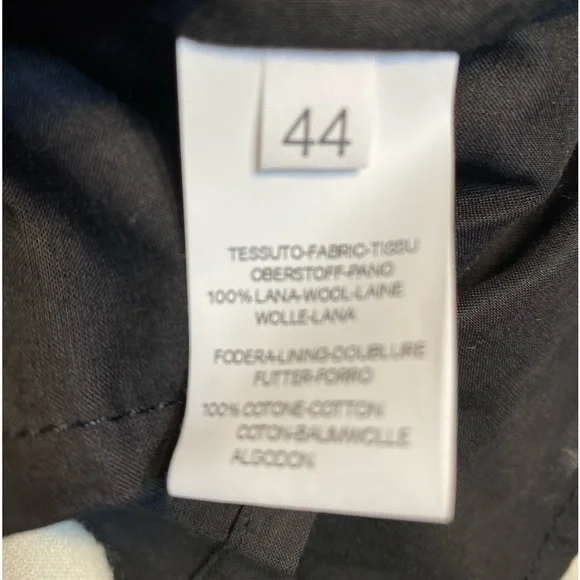 44
TESSUTO-FABRIC-TISSU
OBERSTOFF-PANO
100% LANA-WOOL-LAINE
WOLLE-LANA
FODERA-LINING-DOUBLURE
FUTTER-FORRO
100% COTONE-COTTON
COTON-BAUMWOLLE
ALGODON